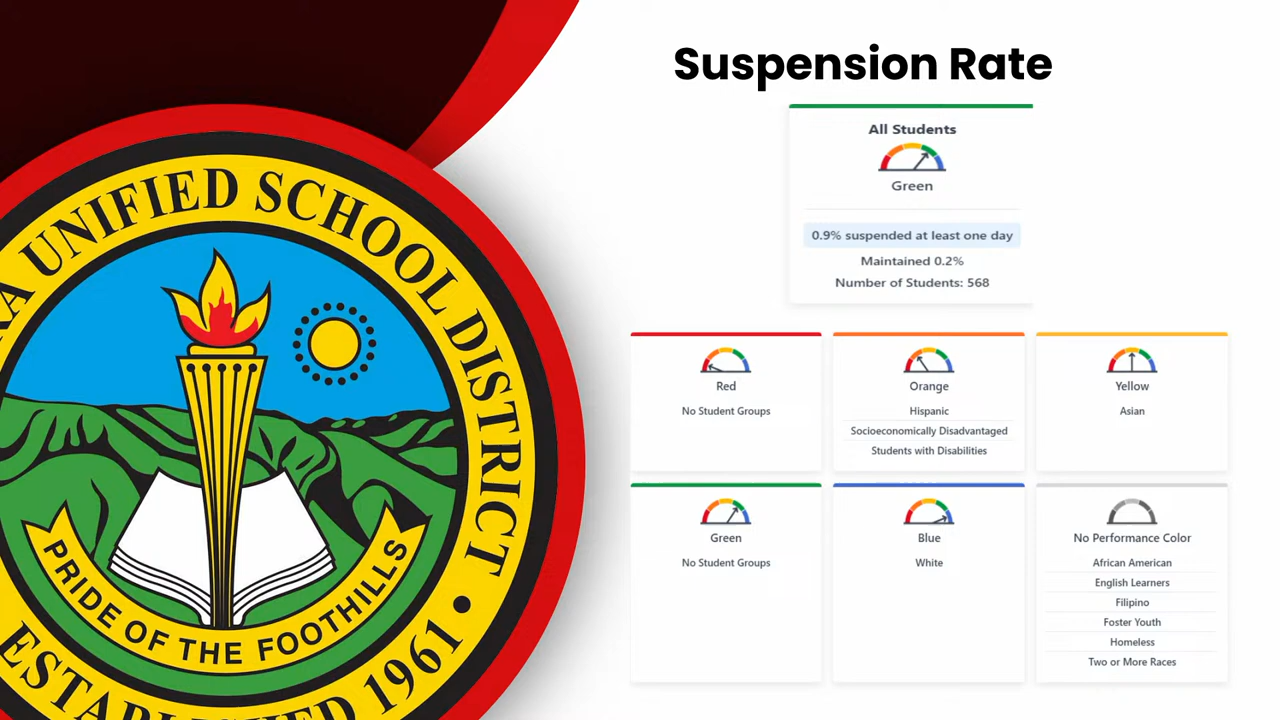 Suspension Rate
All Students
Green
0.9% suspended at least one day
Maintained 0.2%
Number of Students: 568
Red
No Student Groups
Orange
Hispanic
Socioeconomically Disadvantaged
Students with Disabilities
Yellow
Asian
Green
No Student Groups
Blue
White
No Performance Color
African American
English Learners
Filipino
Foster Youth
Homeless
Two or More Races
UNIFIED SCHOOL DISTRICT
PRIDE OF THE FOOTHILLS
ESTABLISHED 1961